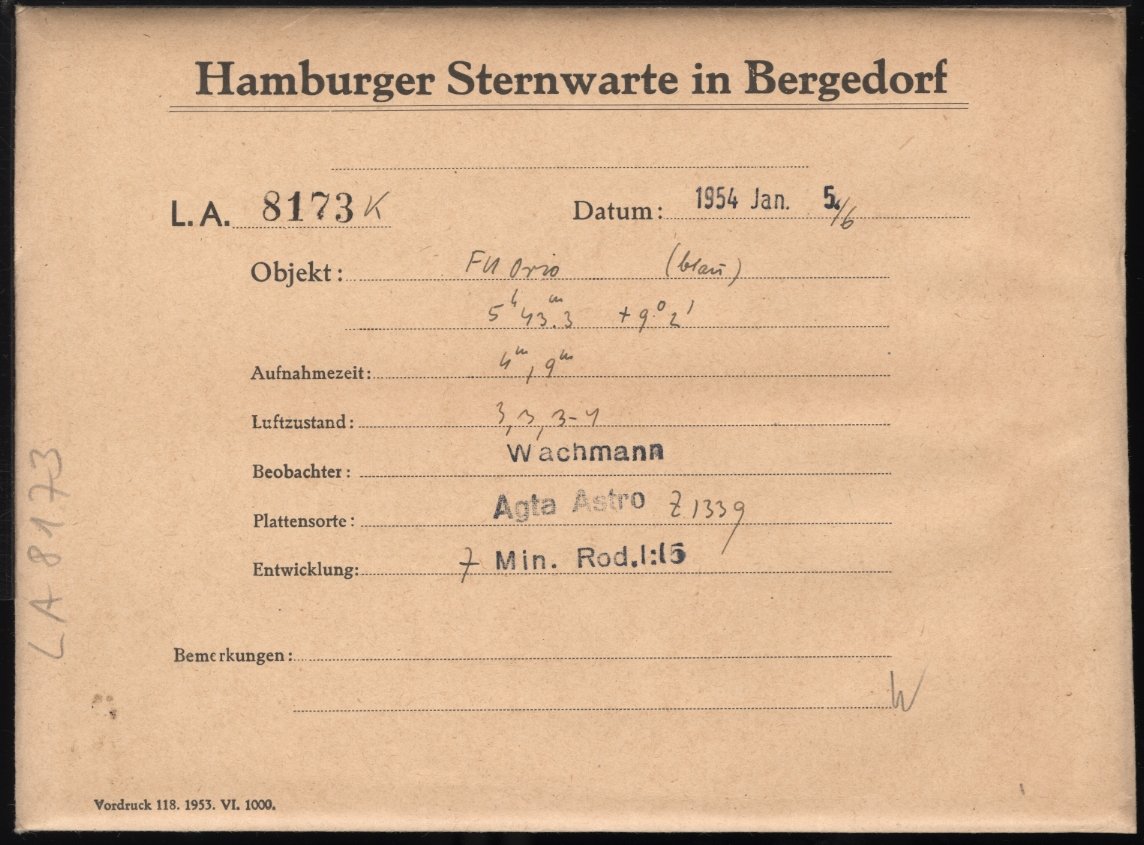 Hamburger Sternwarte in Bergedorf
L.A. 8173 K Datum: 1954 Jan. 5./6
Objekt: FU Orio (blau)
5h 43m.3 +9° 2'
Aufnahmezeit: 4m, 9m
Luftzustand: 3, 3, 3-4
Beobachter: Wachmann
Plattensorte: Agfa Astro Z 1339
Entwicklung: 7 Min. Rod. 1:15
Bemerkungen:
W
Vordruck 118. 1953. VI. 1000.
LA 8173